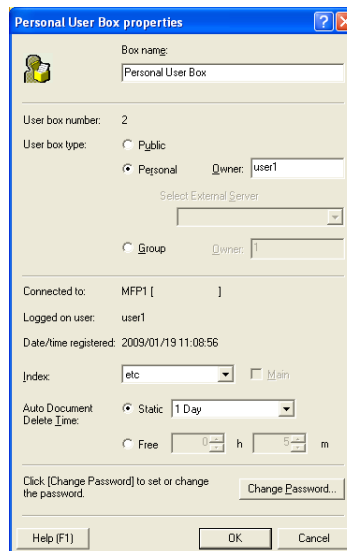 Personal User Box properties
Box name:
Personal User Box
User box number: 2
User box type: Public
Personal Owner: user1
Select External Server
Group Owner: 1
Connected to: MFP1 [ ]
Logged on user: user1
Date/time registered: 2009/01/19 11:08:56
Index: etc Main
Auto Document Delete Time: Static 1 Day
Free 0 h 5 m
Click [Change Password] to set or change
the password. Change Password...
Help (F1) OK Cancel